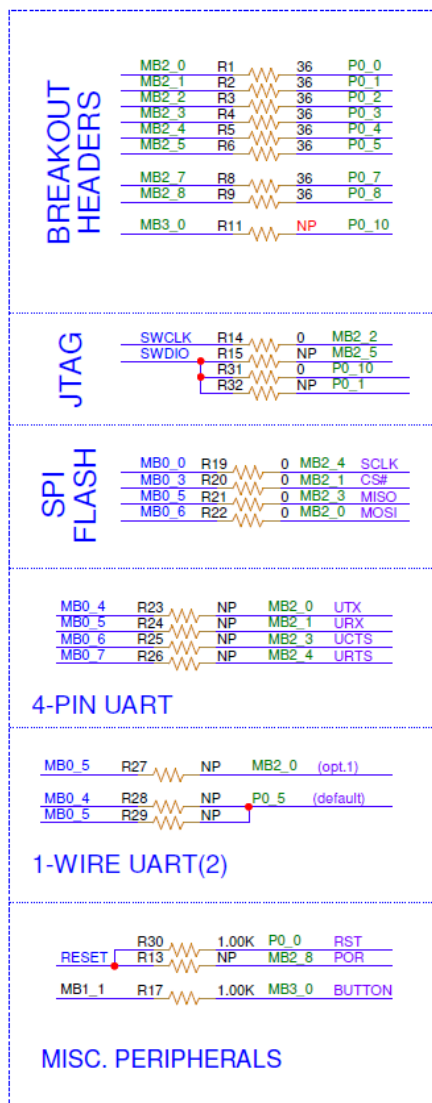 BREAKOUT
HEADERS
MB2_0 R1 36 P0_0
MB2_1 R2 36 P0_1
MB2_2 R3 36 P0_2
MB2_3 R4 36 P0_3
MB2_4 R5 36 P0_4
MB2_5 R6 36 P0_5
MB2_7 R8 36 P0_7
MB2_8 R9 36 P0_8
MB3_0 R11 NP P0_10
JTAG
SWCLK R14 0 MB2_2
SWDIO R15 NP MB2_5
R31 0 P0_10
R32 NP P0_1
SPI
FLASH
MB0_0 R19 0 MB2_4 SCLK
MB0_3 R20 0 MB2_1 CS#
MB0_5 R21 0 MB2_3 MISO
MB0_6 R22 0 MB2_0 MOSI
MB0_4 R23 NP MB2_0 UTX
MB0_5 R24 NP MB2_1 URX
MB0_6 R25 NP MB2_3 UCTS
MB0_7 R26 NP MB2_4 URTS
4-PIN UART
MB0_5 R27 NP MB2_0 (opt.1)
MB0_4 R28 NP P0_5 (default)
MB0_5 R29 NP
1-WIRE UART(2)
R30 1.00K P0_0 RST
RESET R13 NP MB2_8 POR
MB1_1 R17 1.00K MB3_0 BUTTON
MISC. PERIPHERALS